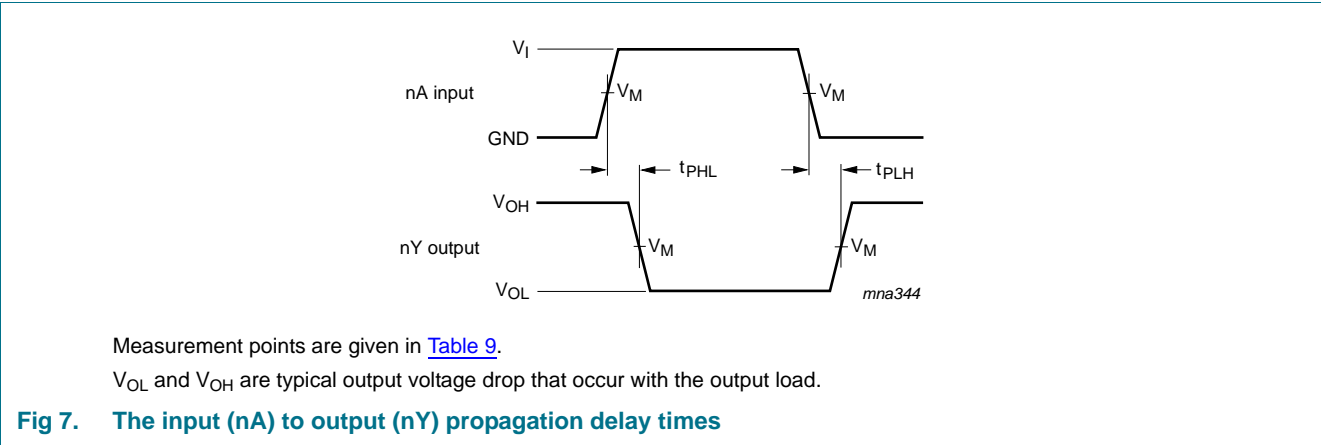 VI
nA input
VM
VM
GND
tPHL
tPLH
VOH
nY output
VM
VM
VOL
mna344
Measurement points are given in Table 9.
VOL and VOH are typical output voltage drop that occur with the output load.
Fig 7. The input (nA) to output (nY) propagation delay times